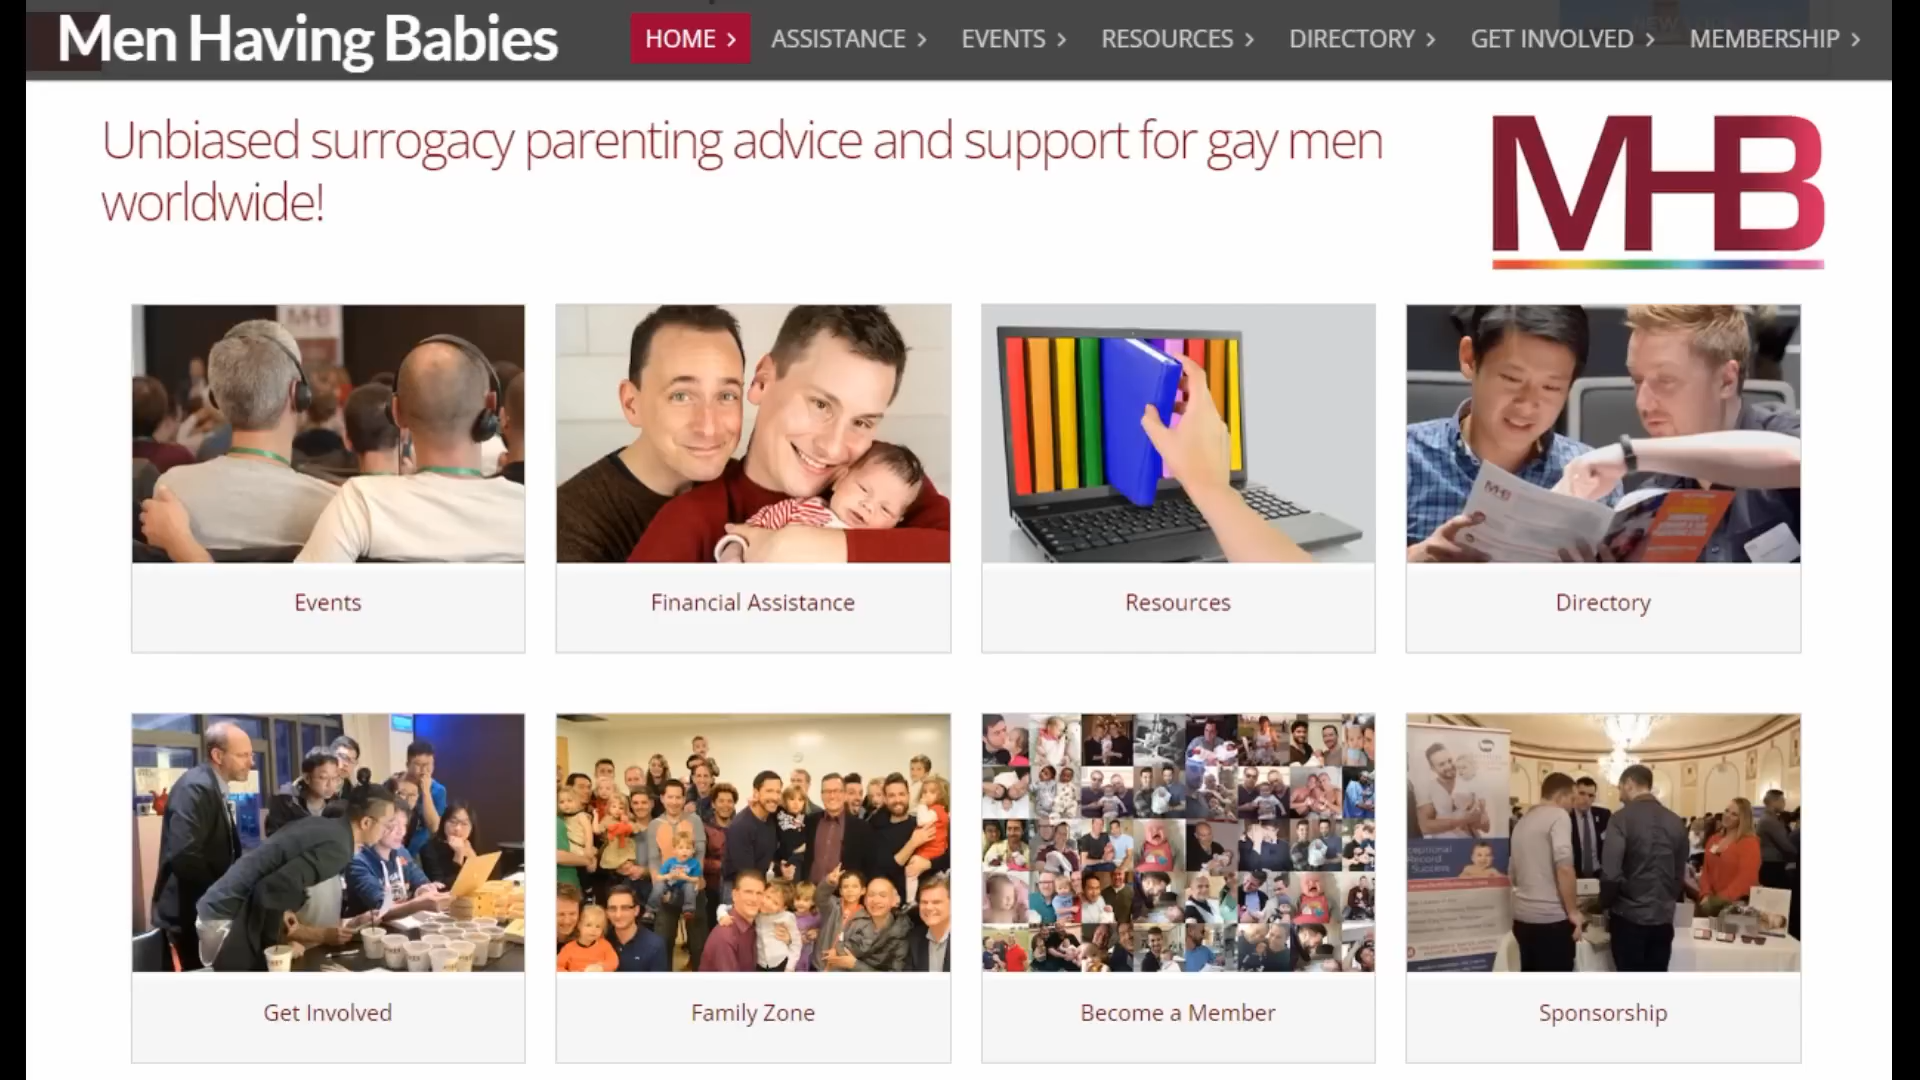 Men Having Babies
HOME > ASSISTANCE > EVENTS > RESOURCES > DIRECTORY > GET INVOLVED > MEMBERSHIP >
Unbiased surrogacy parenting advice and support for gay men
worldwide!
MHB
Events
Financial Assistance
Resources
Directory
Get Involved
Family Zone
Become a Member
Sponsorship